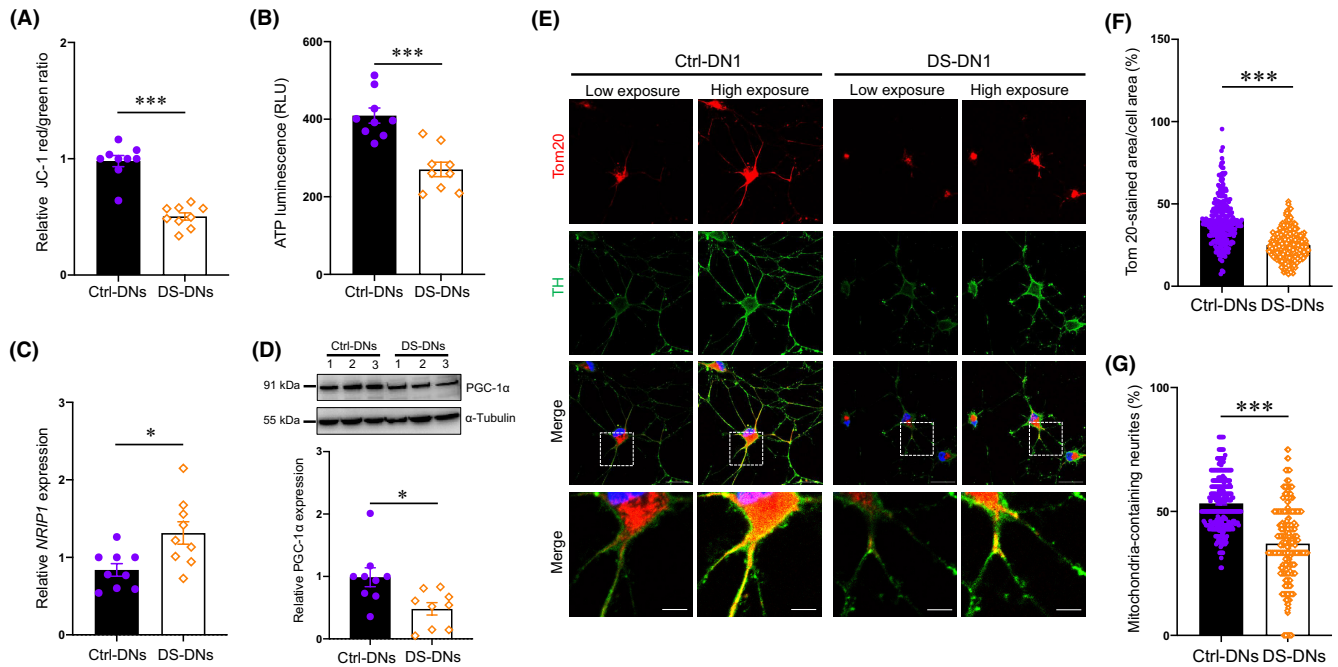 (A)
Relative JC-1 red/green ratio
2
1
0
***
Ctrl-DNs DS-DNs
(B)
ATP luminescence (RLU)
600
400
200
0
***
Ctrl-DNs DS-DNs
(C)
Relative NRIP1 expression
3
2
1
0
*
Ctrl-DNs DS-DNs
(D)
Ctrl-DNs DS-DNs
1 2 3 1 2 3
91 kDa PGC-1α
55 kDa α-Tubulin
Relative PGC-1α expression
3
2
1
0
*
Ctrl-DNs DS-DNs
(E)
Ctrl-DN1 DS-DN1
Low exposure High exposure Low exposure High exposure
Tom20
TH
Merge
Merge
(F)
Tom 20-stained area/cell area (%)
150
100
50
0
***
Ctrl-DNs DS-DNs
(G)
Mitochondria-containing neurites (%)
100
50
0
***
Ctrl-DNs DS-DNs